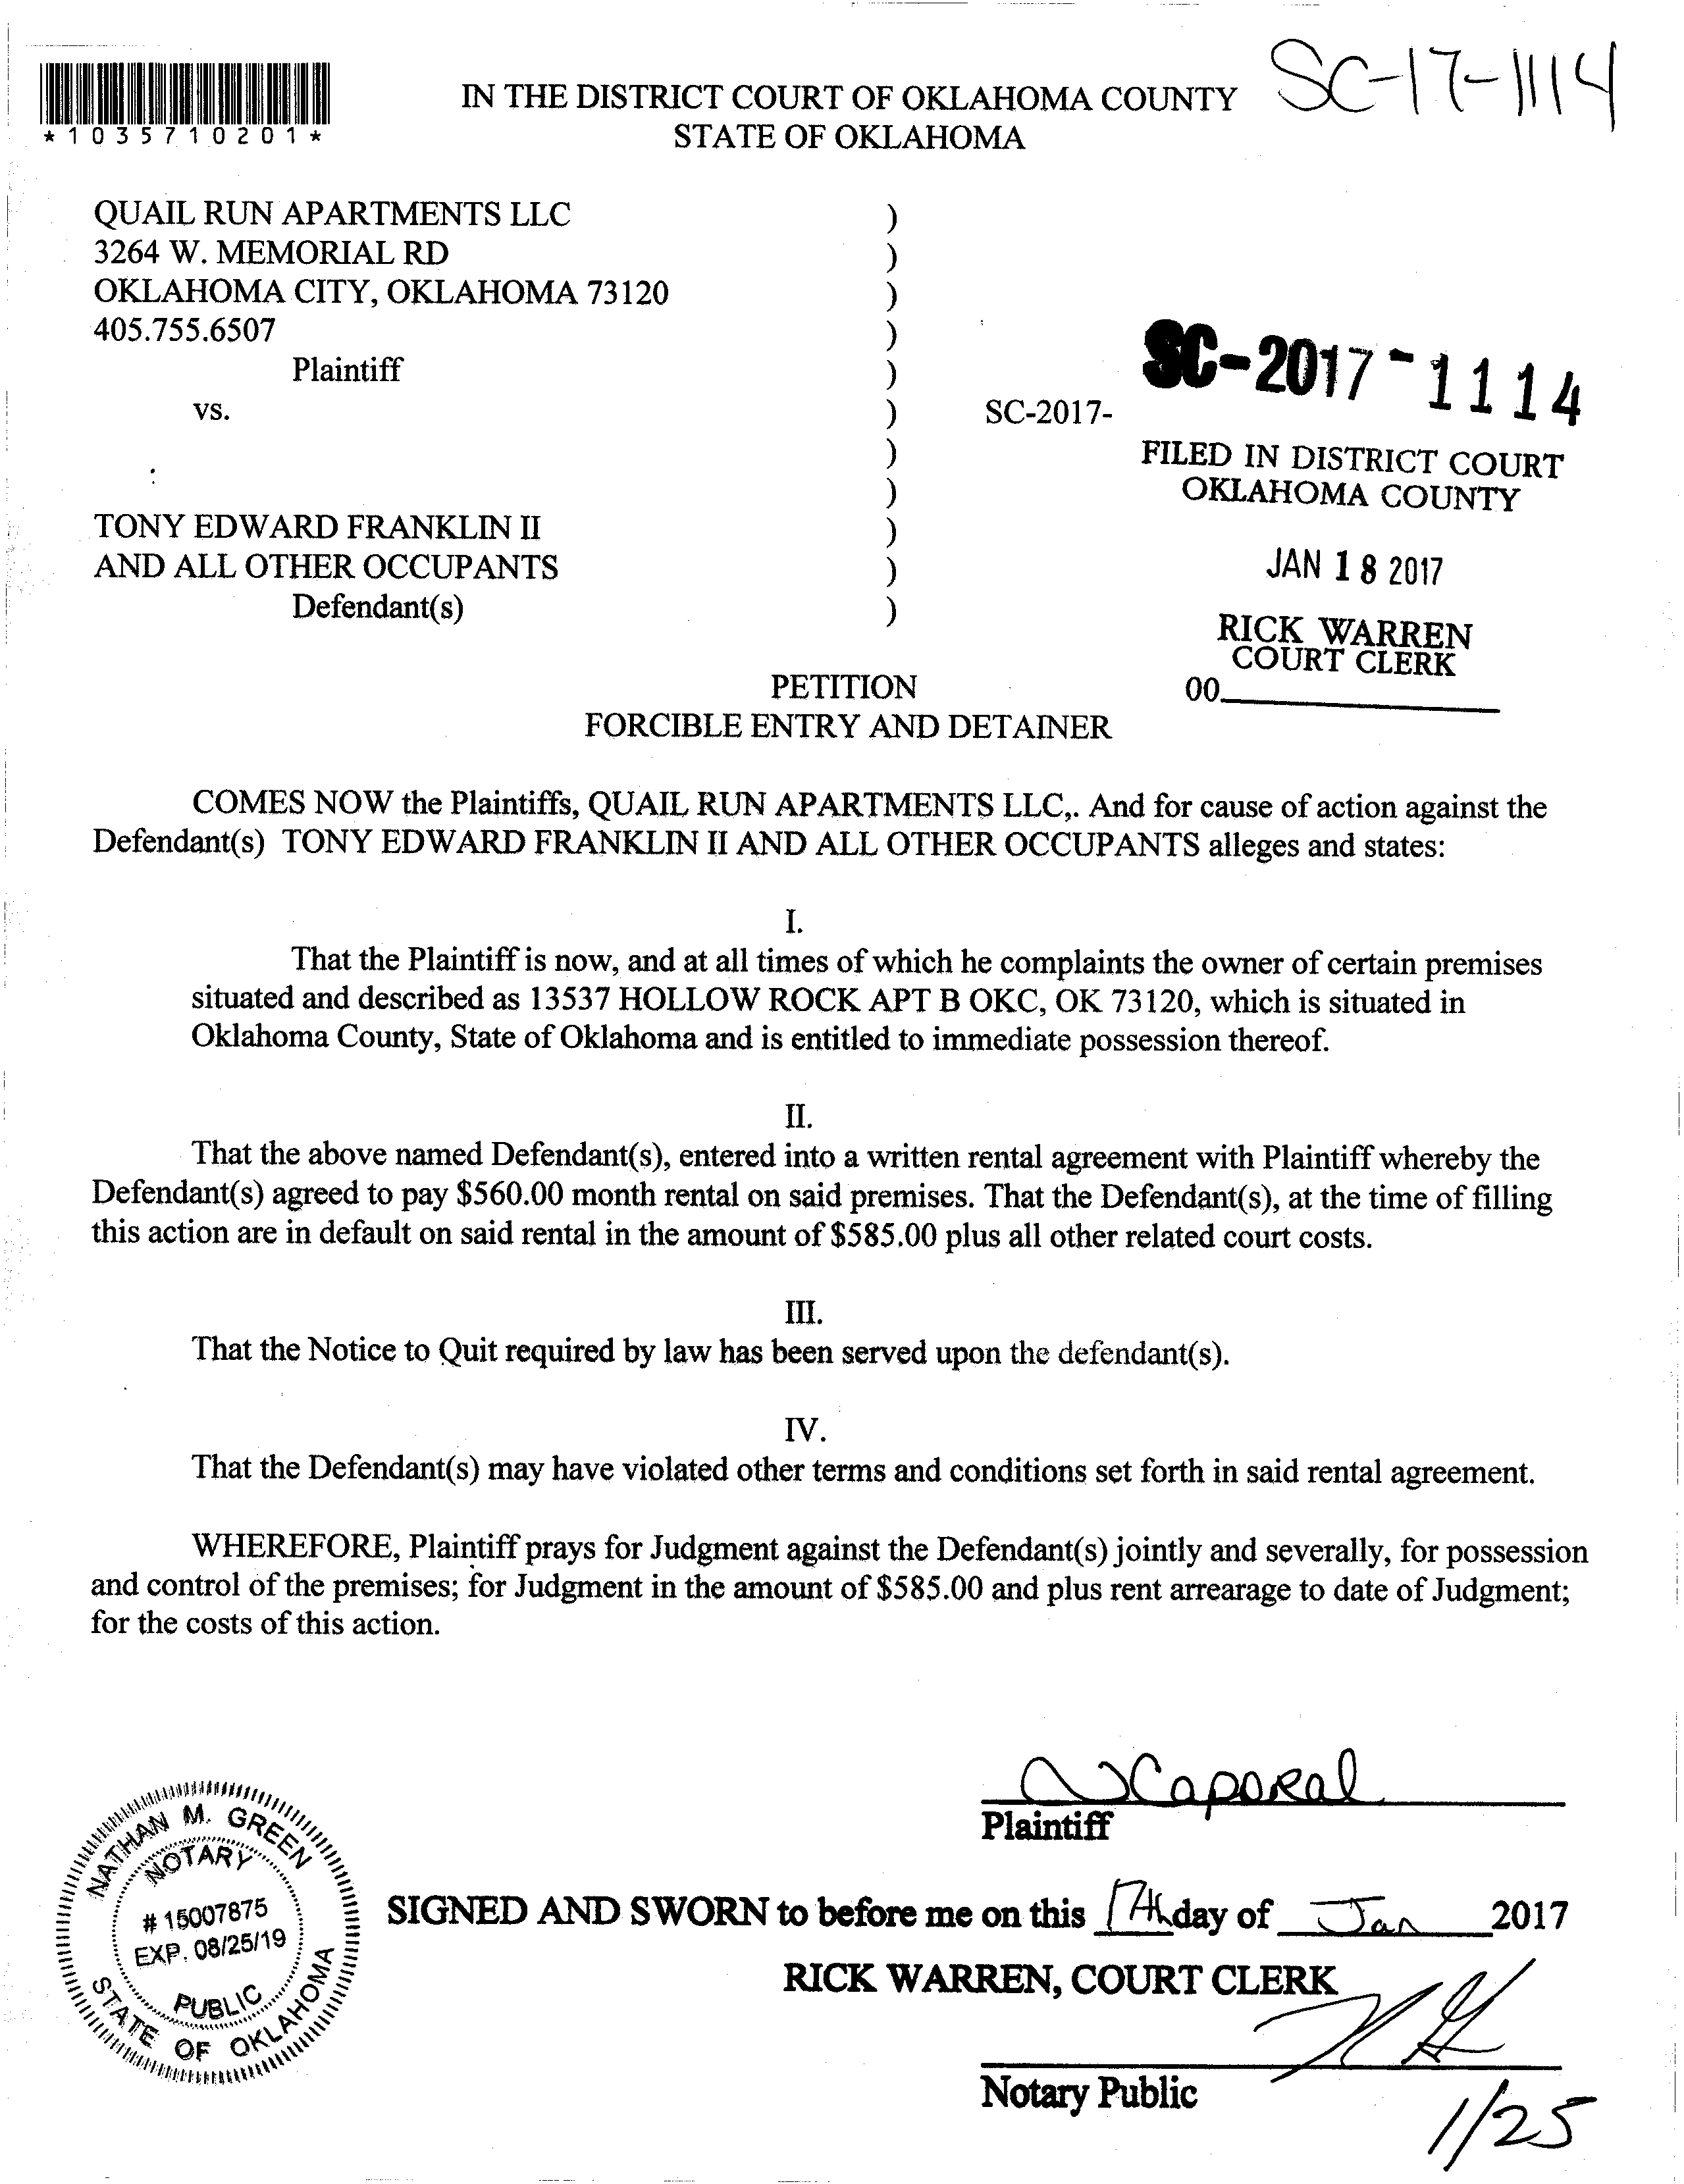 SC-17-1114
*1035710201*
IN THE DISTRICT COURT OF OKLAHOMA COUNTY
STATE OF OKLAHOMA
QUAIL RUN APARTMENTS LLC )
3264 W. MEMORIAL RD )
OKLAHOMA CITY, OKLAHOMA 73120 )
405.755.6507 )
Plaintiff )
vs. ) SC-2017- SC-2017-1114
)
)
TONY EDWARD FRANKLIN II )
AND ALL OTHER OCCUPANTS )
Defendant(s) )
FILED IN DISTRICT COURT
OKLAHOMA COUNTY
JAN 18 2017
RICK WARREN
COURT CLERK
00
PETITION
FORCIBLE ENTRY AND DETAINER
COMES NOW the Plaintiffs, QUAIL RUN APARTMENTS LLC,. And for cause of action against the
Defendant(s) TONY EDWARD FRANKLIN II AND ALL OTHER OCCUPANTS alleges and states:
I.
That the Plaintiff is now, and at all times of which he complaints the owner of certain premises
situated and described as 13537 HOLLOW ROCK APT B OKC, OK 73120, which is situated in
Oklahoma County, State of Oklahoma and is entitled to immediate possession thereof.
II.
That the above named Defendant(s), entered into a written rental agreement with Plaintiff whereby the
Defendant(s) agreed to pay $560.00 month rental on said premises. That the Defendant(s), at the time of filling
this action are in default on said rental in the amount of $585.00 plus all other related court costs.
III.
That the Notice to Quit required by law has been served upon the defendant(s).
IV.
That the Defendant(s) may have violated other terms and conditions set forth in said rental agreement.
WHEREFORE, Plaintiff prays for Judgment against the Defendant(s) jointly and severally, for possession
and control of the premises; for Judgment in the amount of $585.00 and plus rent arrearage to date of Judgment;
for the costs of this action.
Caporal
Plaintiff
NATHAN M. GREEN
NOTARY
# 15007875
EXP. 08/25/19
PUBLIC
STATE OF OKLAHOMA
SIGNED AND SWORN to before me on this 17th day of Jan 2017
RICK WARREN, COURT CLERK
Notary Public
1/25